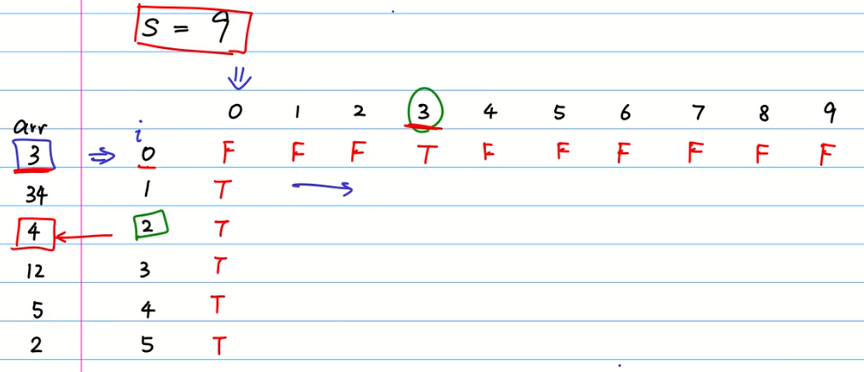 S = 9
0 1 2 3 4 5 6 7 8 9
arr i
3 0 F F F T F F F F F F
34 1 T
4 2 T
12 3 T
5 4 T
2 5 T